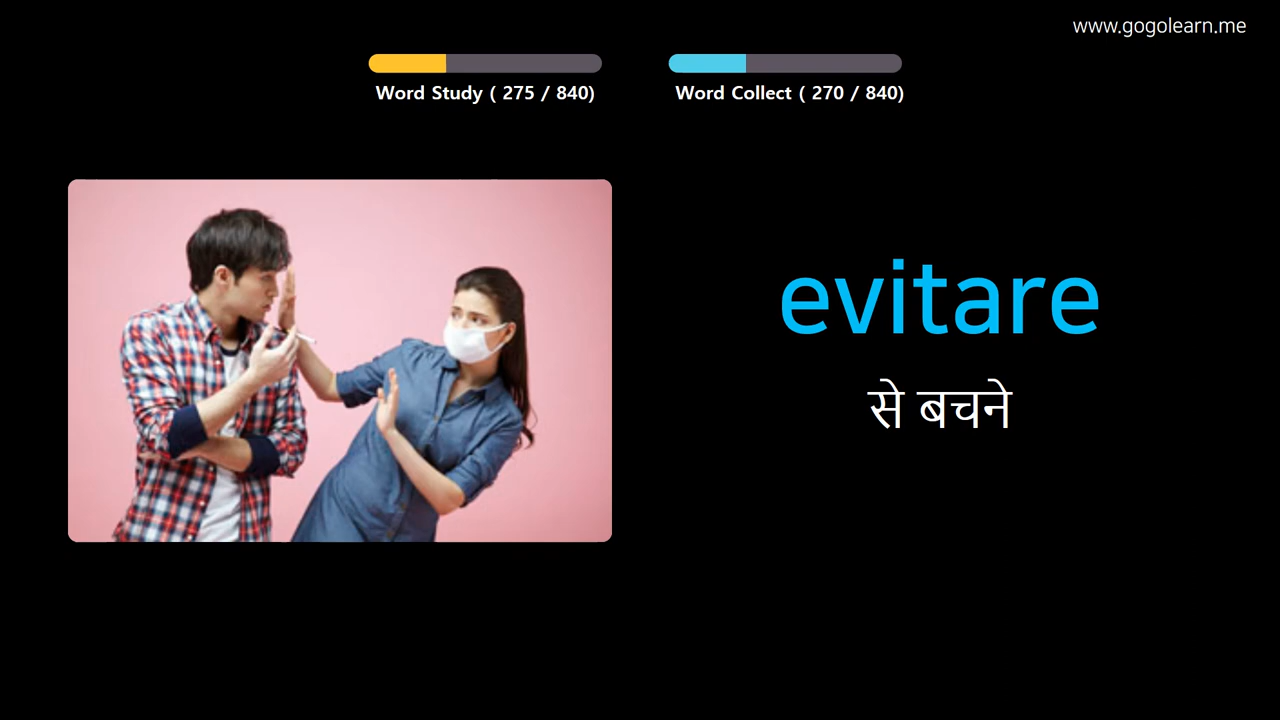 www.gogolearn.me
Word Study ( 275 / 840)
Word Collect ( 270 / 840)
evitare
से बचने